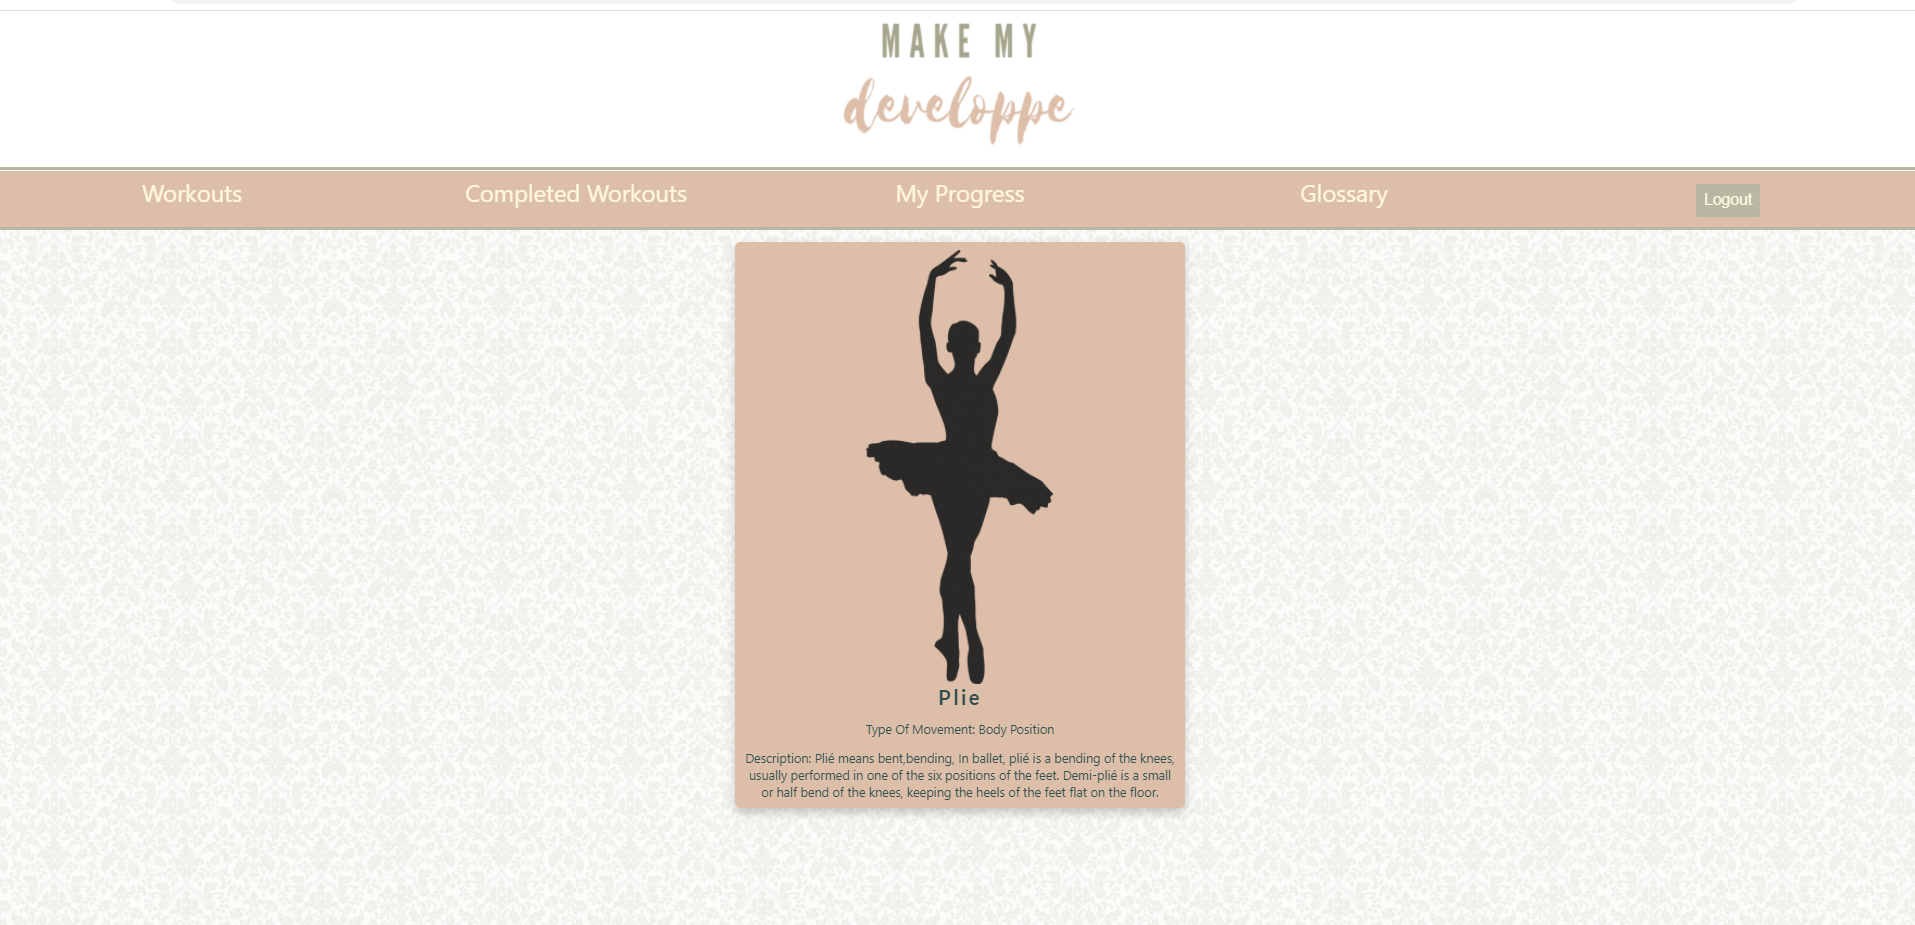 MAKE MY
developpe
Workouts Completed Workouts My Progress Glossary Logout
Plie
Type Of Movement: Body Position
Description: Plié means bent,bending, In ballet, plié is a bending of the knees,
usually performed in one of the six positions of the feet. Demi-plié is a small
or half bend of the knees, keeping the heels of the feet flat on the floor.